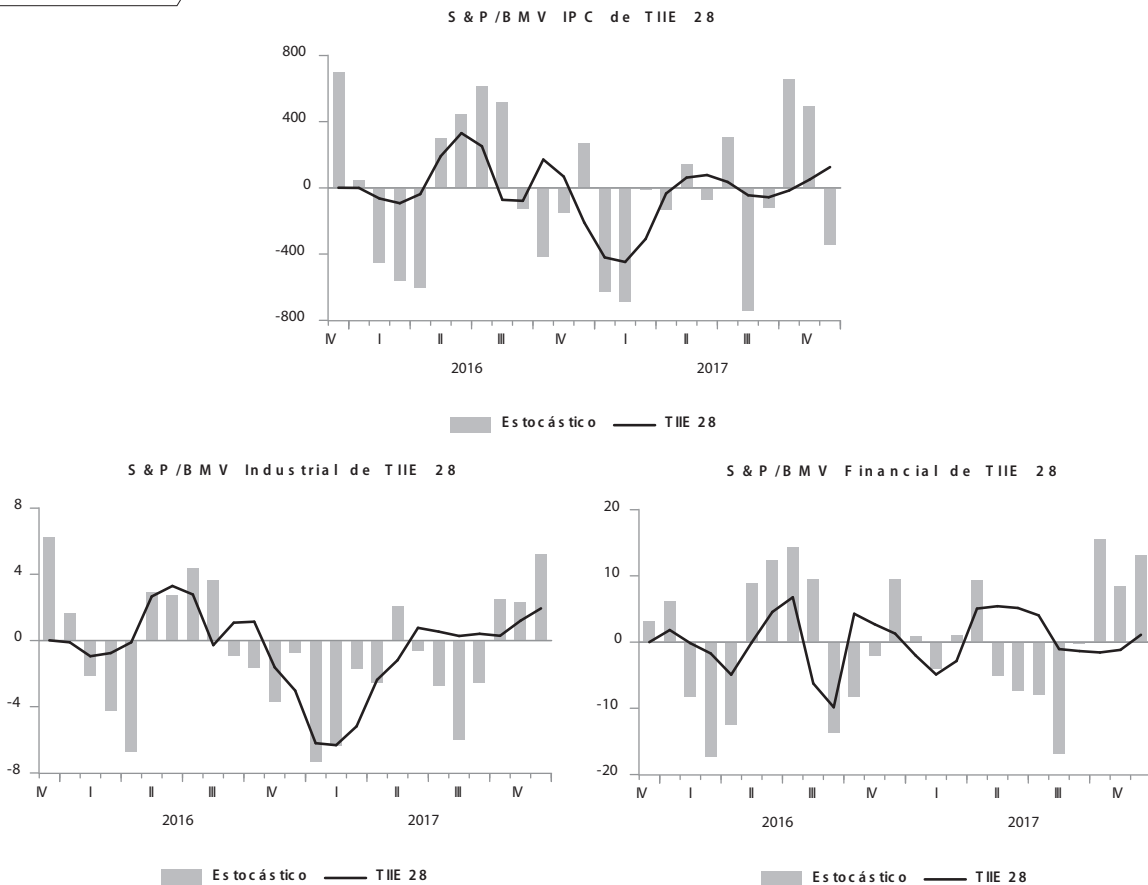 S&P/BMV IPC de TIIE 28
800
400
0
-400
-800
IV I II III IV I II III IV
2016 2017
Estocástico TIIE 28
S&P/BMV Industrial de TIIE 28
8
4
0
-4
-8
IV I II III IV I II III IV
2016 2017
Estocástico TIIE 28
S&P/BMV Financial de TIIE 28
20
10
0
-10
-20
IV I II III IV I II III IV
2016 2017
Estocástico TIIE 28